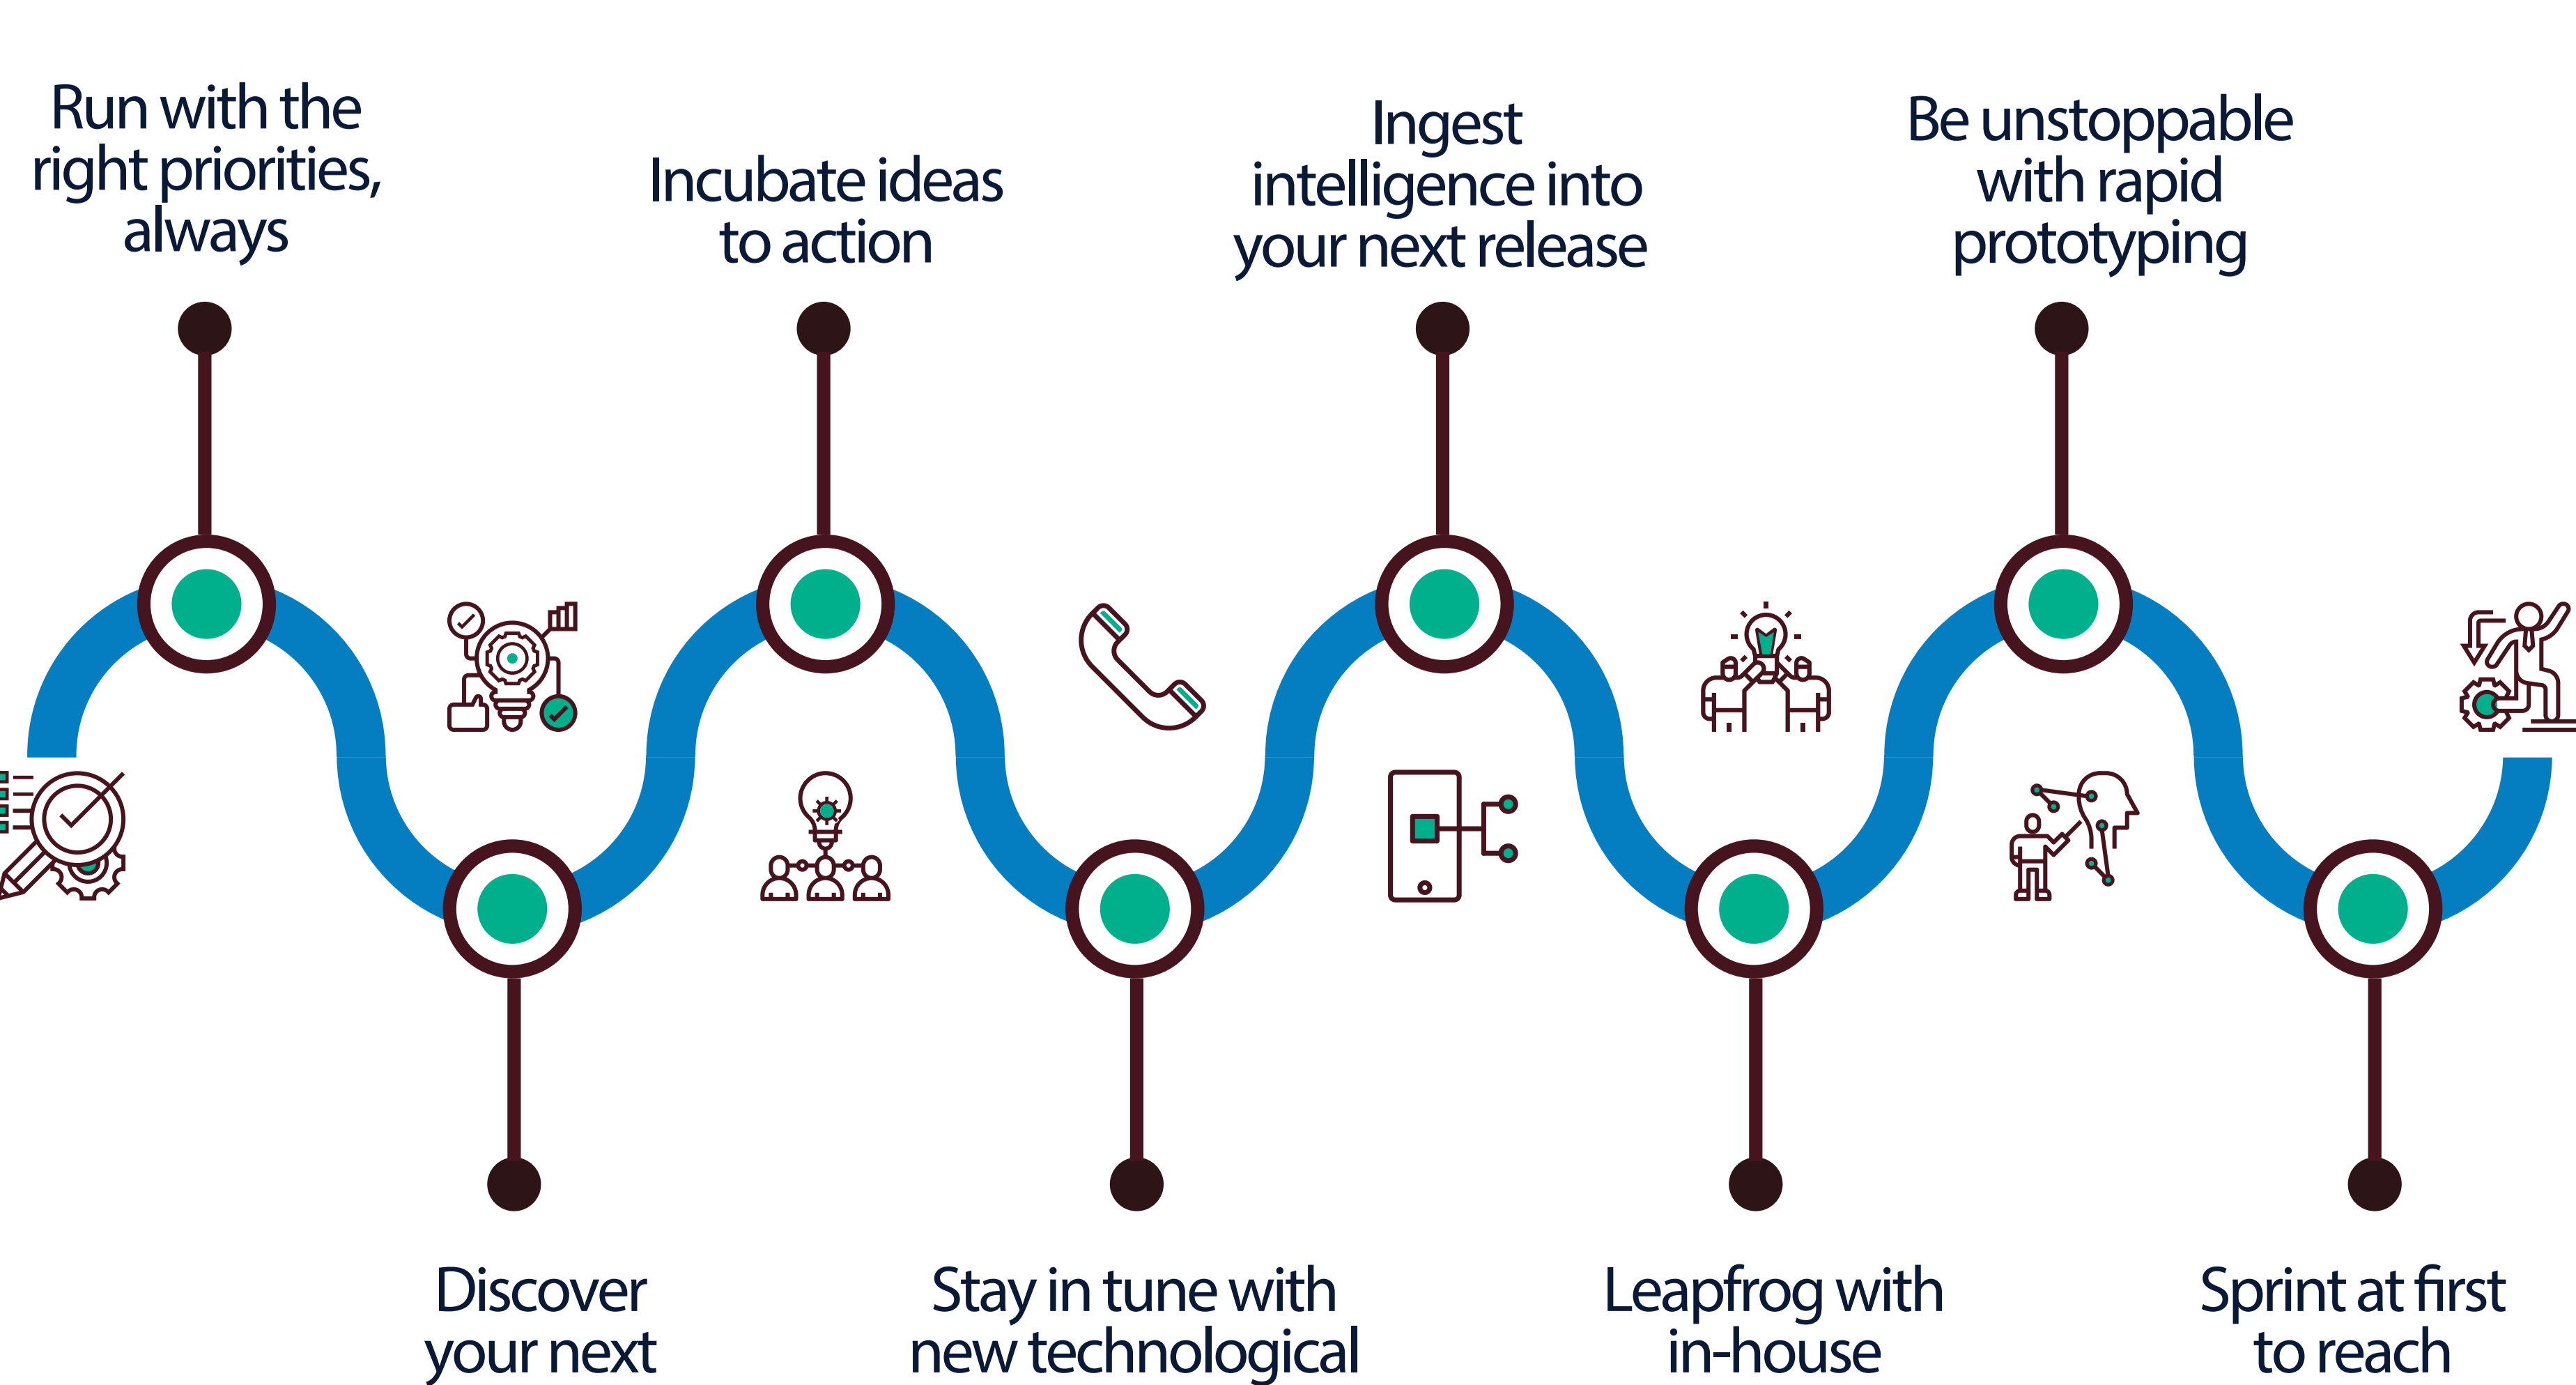 Run with the
right priorities,
always
Incubate ideas
to action
Ingest
intelligence into
your next release
Be unstoppable
with rapid
prototyping
Discover
your next
Stay in tune with
new technological
Leapfrog with
in-house
Sprint at first
to reach